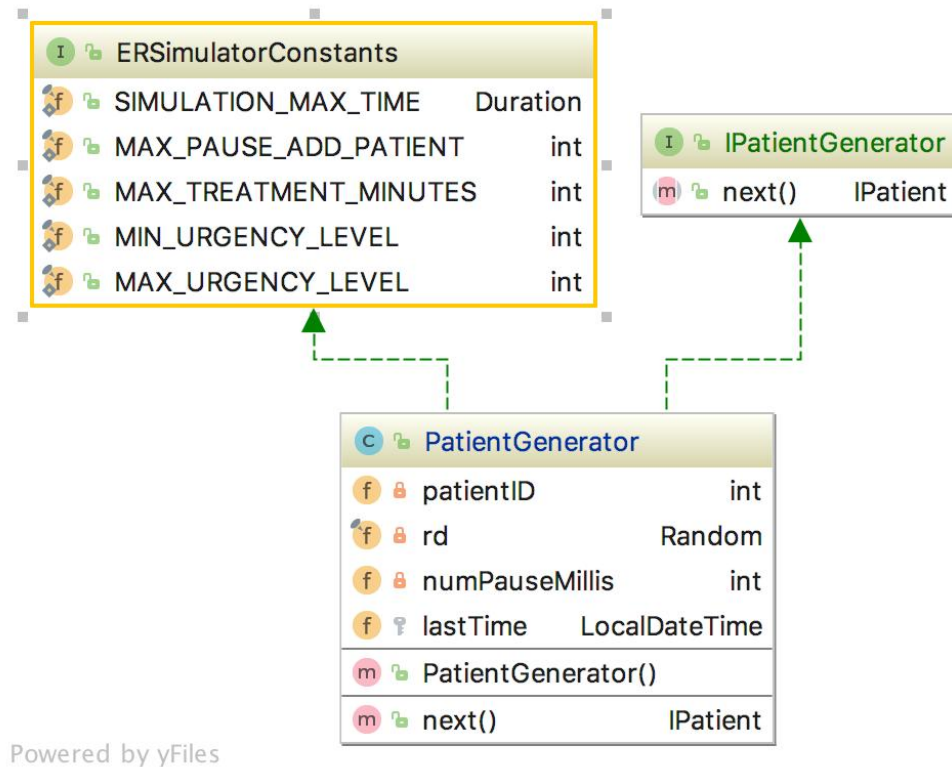 I ERSimulatorConstants
f SIMULATION_MAX_TIME Duration
f MAX_PAUSE_ADD_PATIENT int
f MAX_TREATMENT_MINUTES int
f MIN_URGENCY_LEVEL int
f MAX_URGENCY_LEVEL int
I IPatientGenerator
m next() IPatient
C PatientGenerator
f patientID int
f rd Random
f numPauseMillis int
f lastTime LocalDateTime
m PatientGenerator()
m next() IPatient
Powered by yFiles